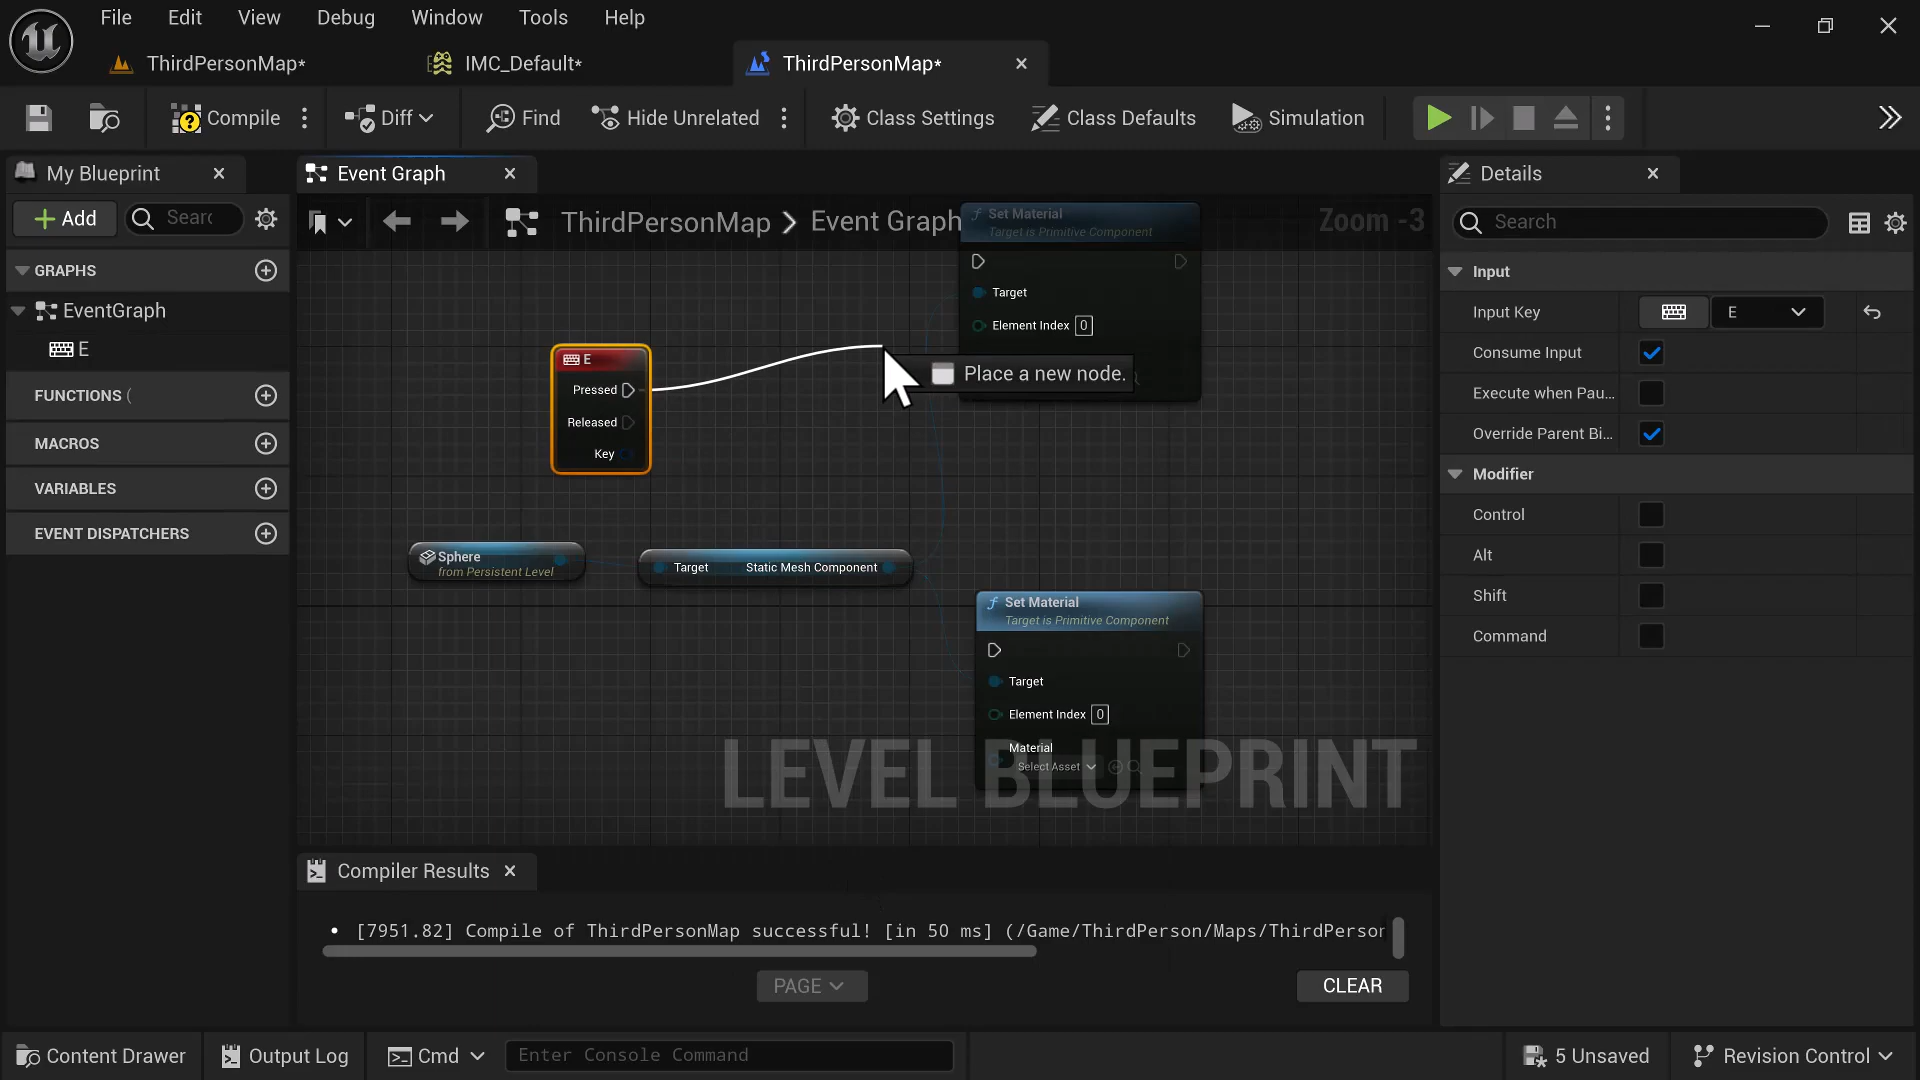 File Edit View Debug Window Tools Help
ThirdPersonMap* IMC_Default* ThirdPersonMap*
Compile Diff Find Hide Unrelated Class Settings Class Defaults Simulation
My Blueprint
Add
GRAPHS
EventGraph
E
FUNCTIONS (
MACROS
VARIABLES
EVENT DISPATCHERS
Event Graph
ThirdPersonMap > Event Graph
Zoom -3
Set Material
Target is Primitive Component
Target
Element Index 0
Place a new node.
E
Pressed
Released
Key
Sphere
from Persistent Level
Target Static Mesh Component
Set Material
Target is Primitive Component
Target
Element Index 0
Material
Select Asset
LEVEL BLUEPRINT
Compiler Results
• [7951.82] Compile of ThirdPersonMap successful! [in 50 ms] (/Game/ThirdPerson/Maps/ThirdPerson
PAGE
CLEAR
Details
Search
Input
Input Key E
Consume Input
Execute when Pau...
Override Parent Bi...
Modifier
Control
Alt
Shift
Command
Content Drawer Output Log Cmd Enter Console Command 5 Unsaved Revision Control